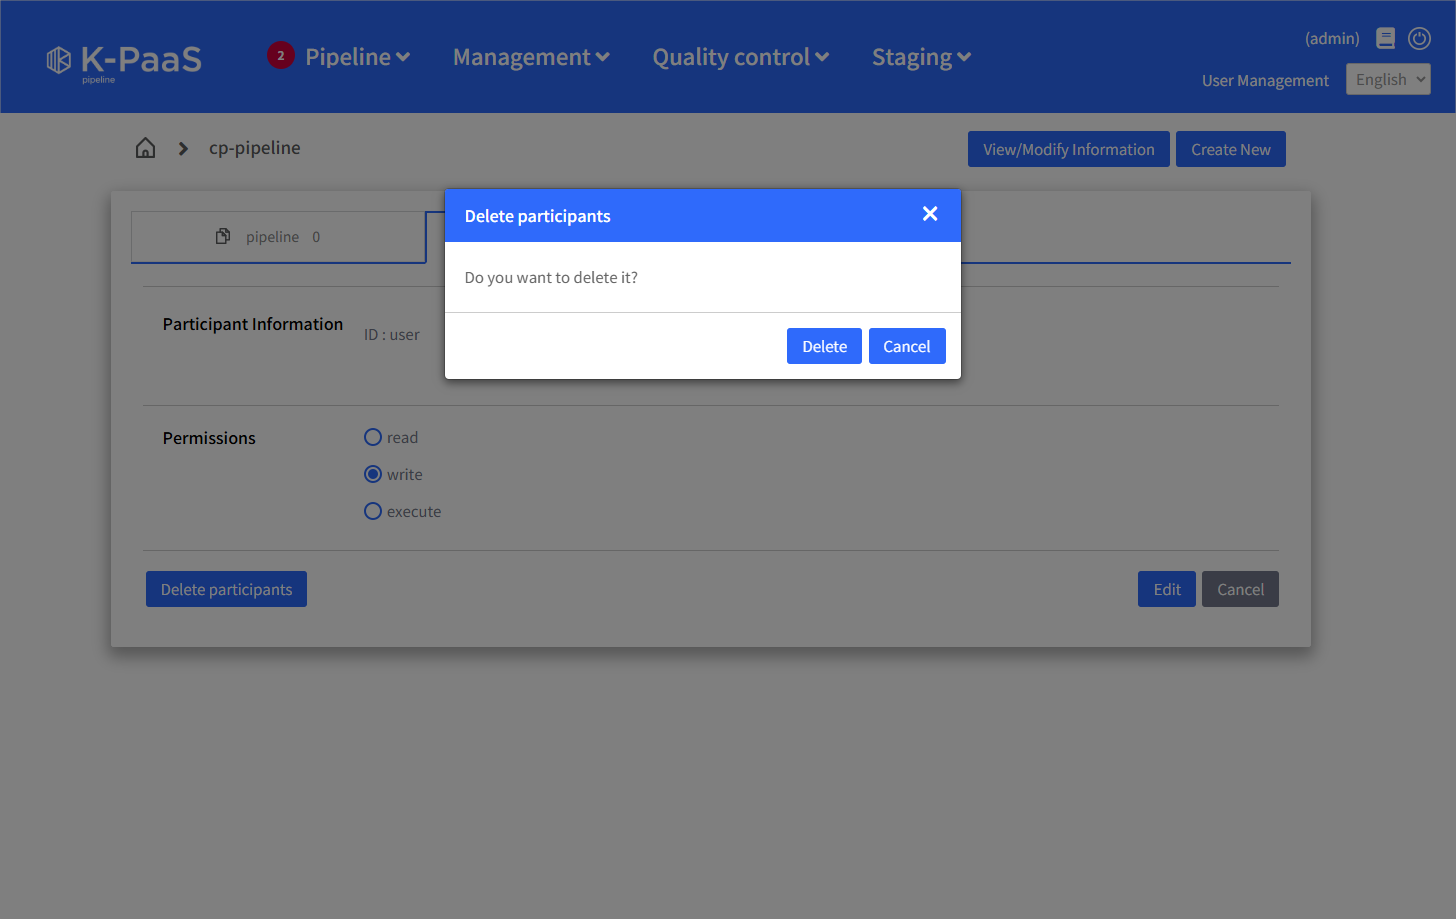 K-PaaS
pipeline
2
Pipeline
Management
Quality control
Staging
(admin)
User Management
English
cp-pipeline
View/Modify Information
Create New
Delete participants
pipeline 0
Do you want to delete it?
Participant Information
ID : user
Delete
Cancel
Permissions
read
write
execute
Delete participants
Edit
Cancel